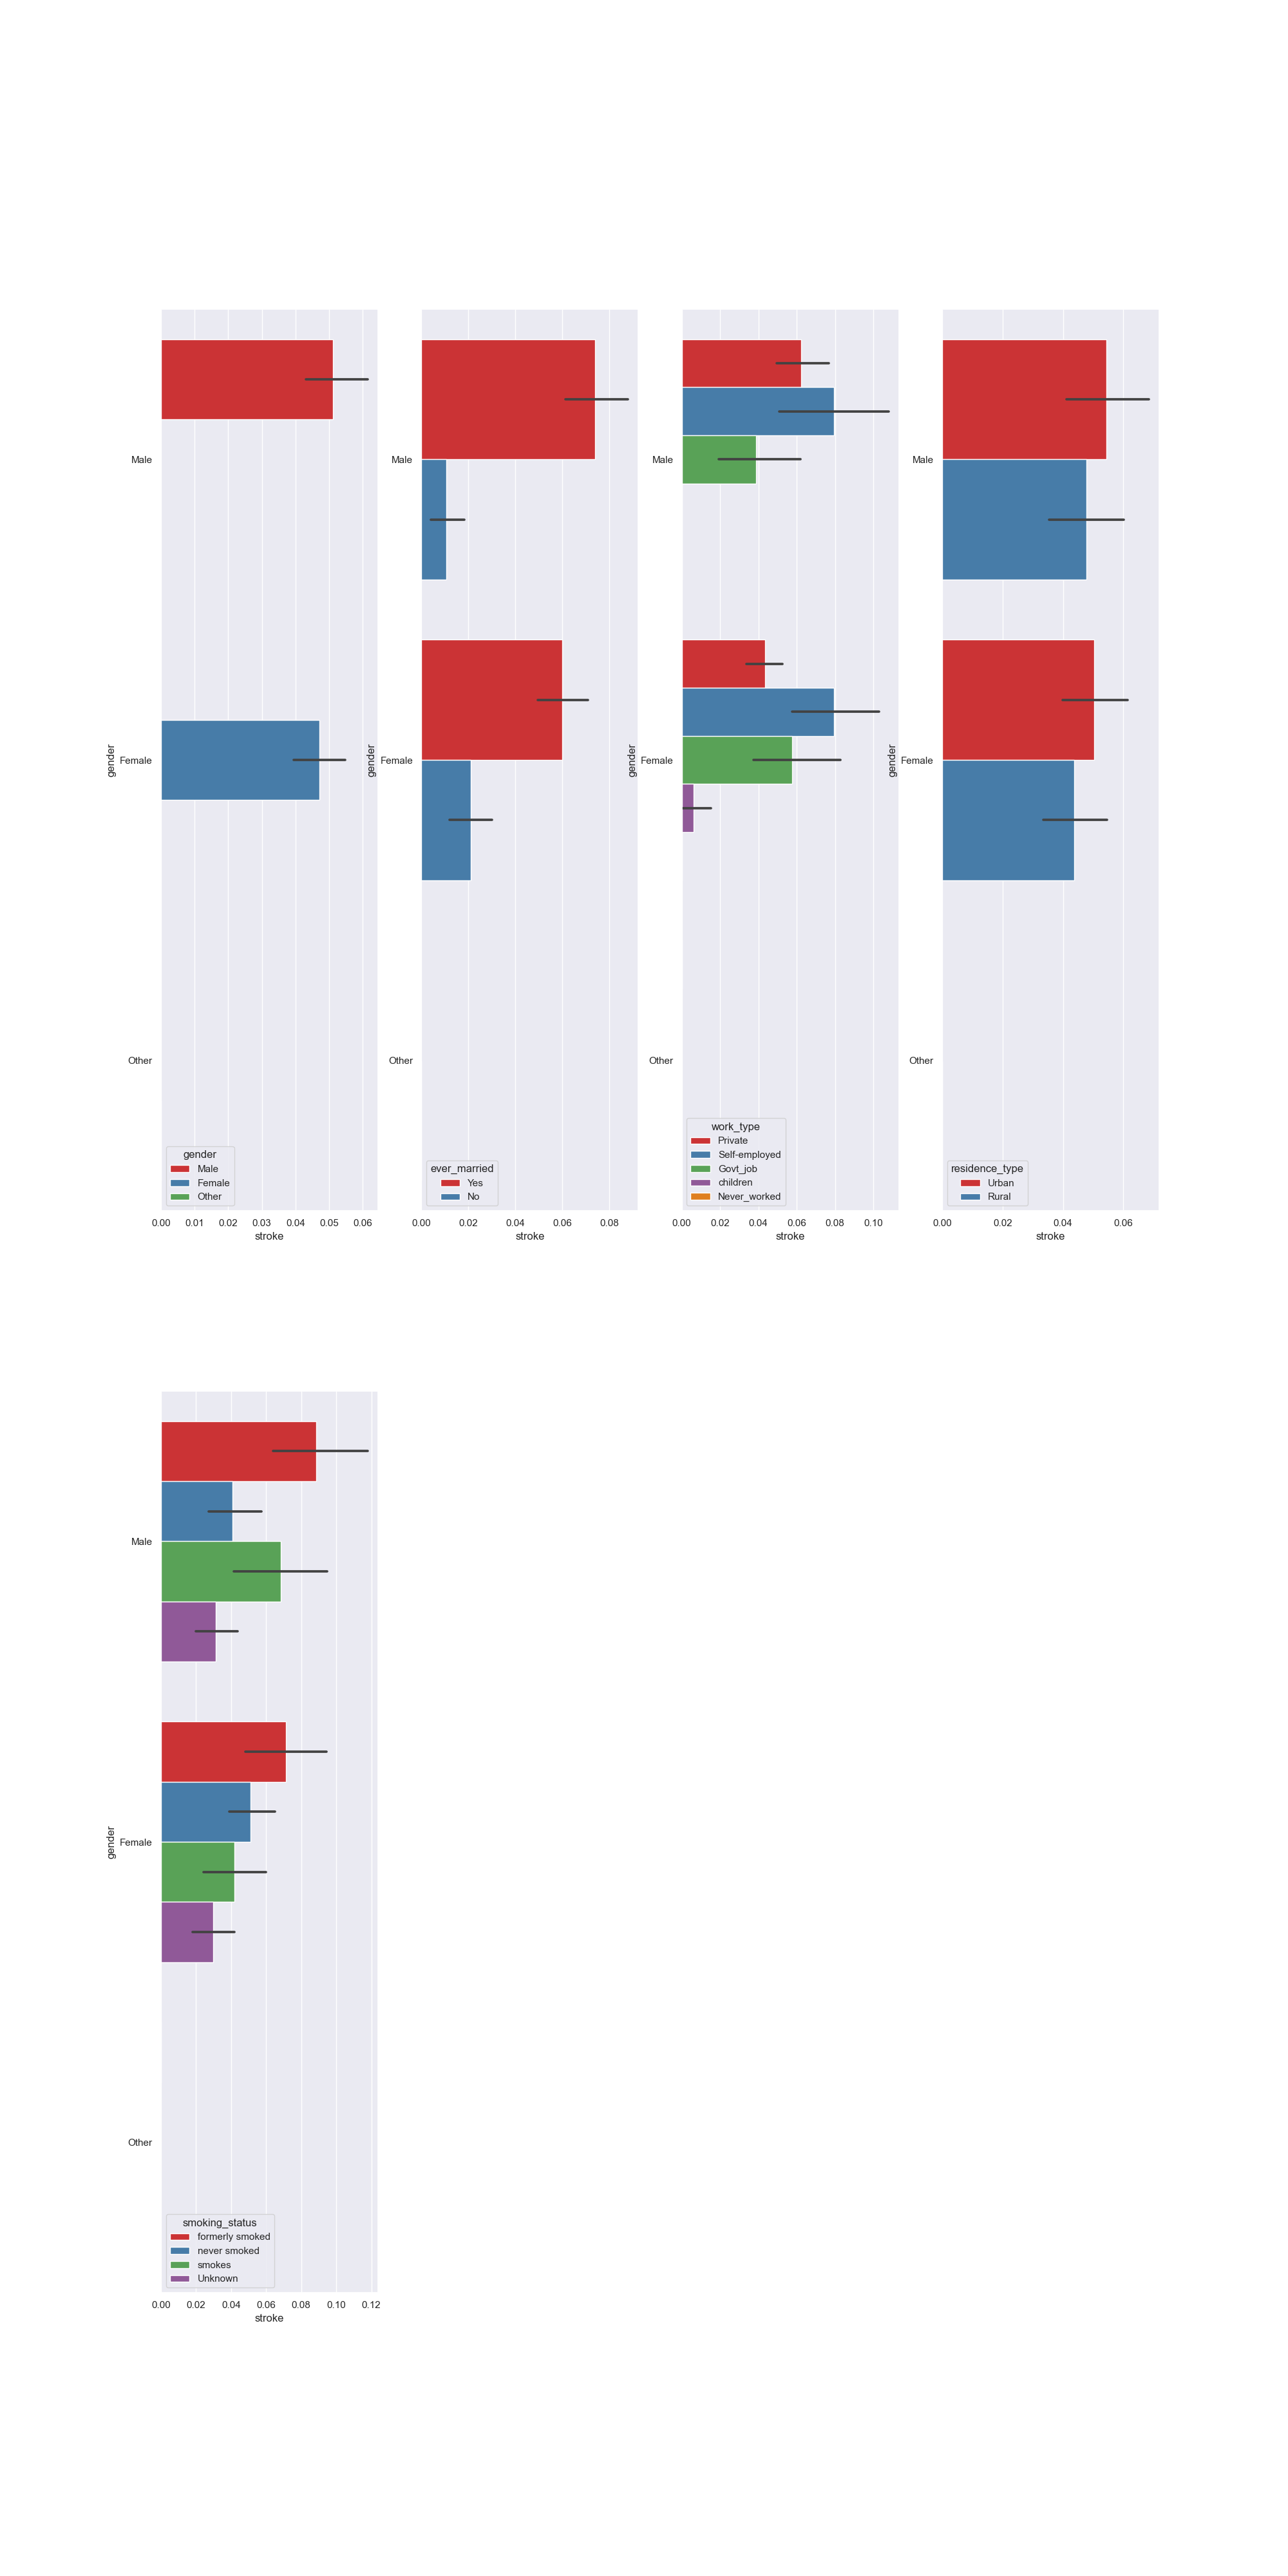 Male
Female
Other
gender
gender
Male
Female
Other
0.00 0.01 0.02 0.03 0.04 0.05 0.06
stroke
Male
Female
Other
gender
ever_married
Yes
No
0.00 0.02 0.04 0.06 0.08
stroke
Male
Female
Other
gender
work_type
Private
Self-employed
Govt_job
children
Never_worked
0.00 0.02 0.04 0.06 0.08 0.10
stroke
Male
Female
Other
gender
residence_type
Urban
Rural
0.00 0.02 0.04 0.06
stroke
Male
Female
Other
gender
smoking_status
formerly smoked
never smoked
smokes
Unknown
0.00 0.02 0.04 0.06 0.08 0.10 0.12
stroke